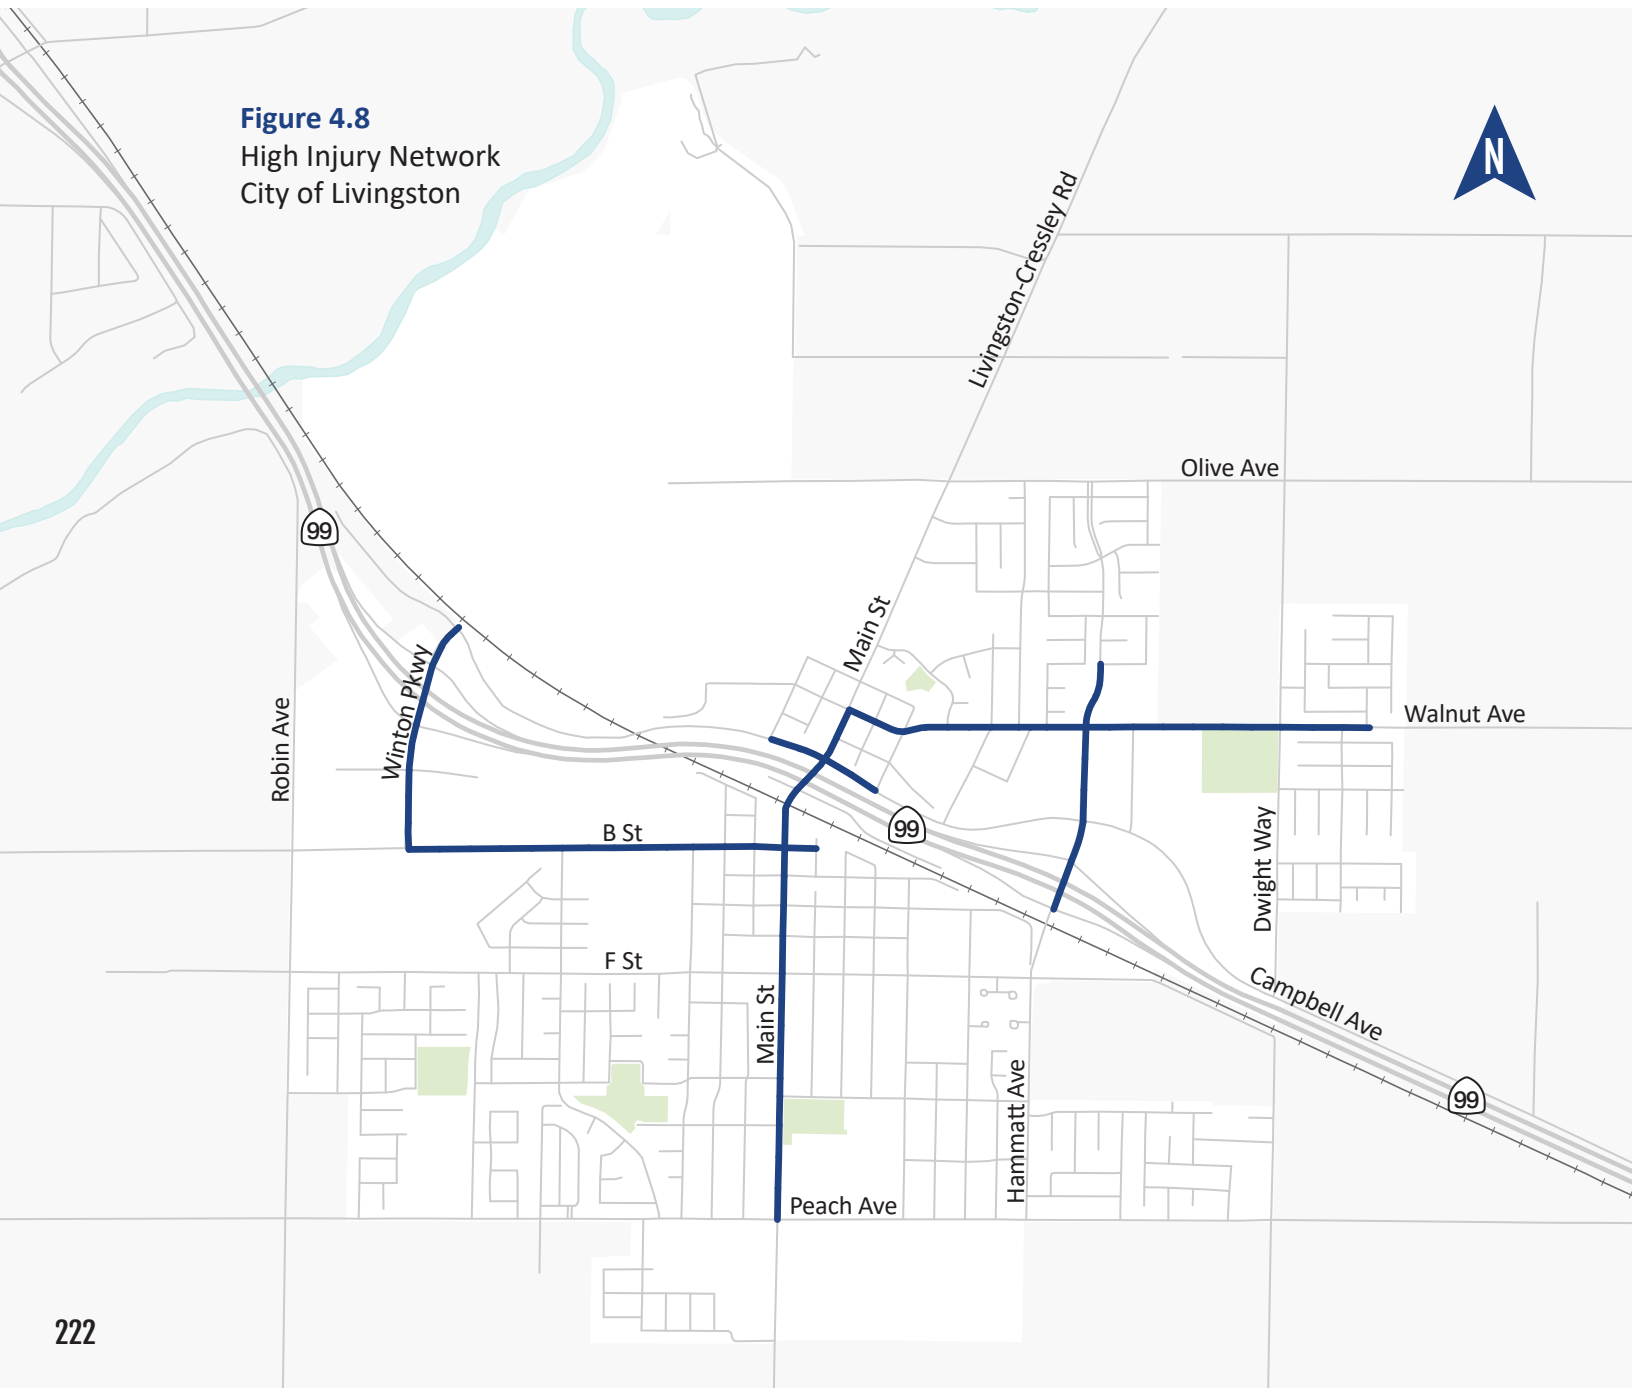 Figure 4.8
High Injury Network
City of Livingston
N
Livingston-Cressley Rd
Olive Ave
99
Main St
Winton Pkwy
Robin Ave
Walnut Ave
B St
99
Dwight Way
F St
Campbell Ave
Main St
Hammatt Ave
99
Peach Ave
222